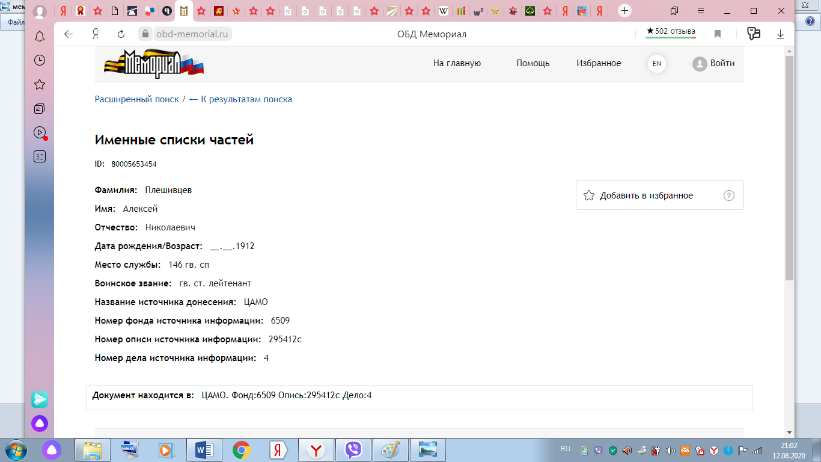 obd-memorial.ru
ОБД Мемориал
★502 отзыва
Мемориал
На главную
Помощь
Избранное
EN
Войти
Расширенный поиск / ← К результатам поиска
Именные списки частей
ID: 80005653454
Фамилия: Плешивцев
Добавить в избранное
?
Имя: Алексей
Отчество: Николаевич
Дата рождения/Возраст: __.__.1912
Место службы: 146 гв. сп
Воинское звание: гв. ст. лейтенант
Название источника донесения: ЦАМО
Номер фонда источника информации: 6509
Номер описи источника информации: 295412с
Номер дела источника информации: 4
Документ находится в: ЦАМО. Фонд:6509 Опись:295412с Дело:4
RU
21:02
12.08.2020